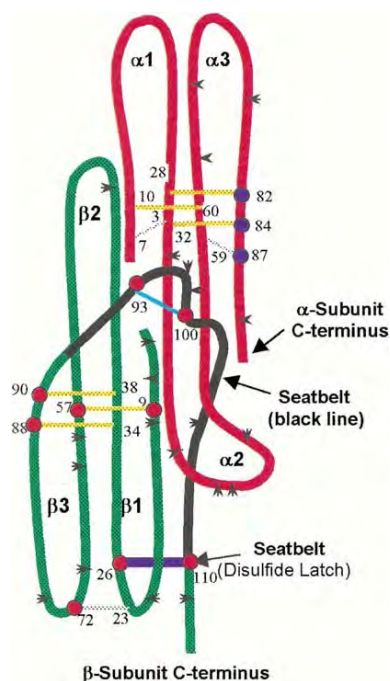 α1
α3
28
β2
10
82
3
60
84
7
32
59
87
93
100
α-Subunit
C-terminus
90
38
Seatbelt
(black line)
57
9
88
34
α2
β3
β1
Seatbelt
26
110
(Disulfide Latch)
72
23
β-Subunit C-terminus